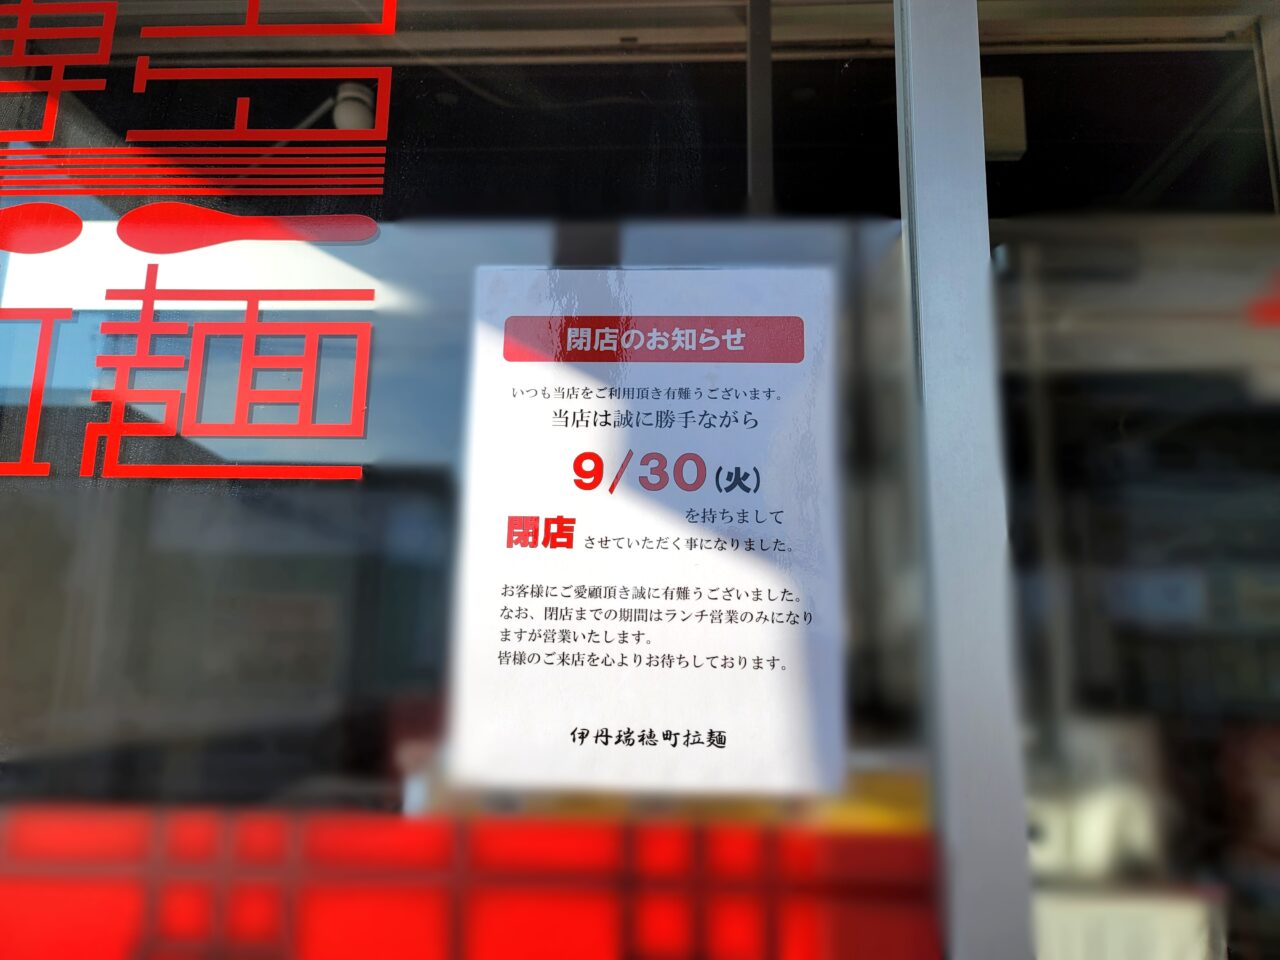 閉店のお知らせ
いつも当店をご利用頂き有難うございます。
当店は誠に勝手ながら
9/30(火)
を持ちまして
閉店させていただく事になりました。
お客様にご愛顧頂き誠に有難うございました。
なお、閉店までの期間はランチ営業のみになり
ますが営業いたします。
皆様のご来店を心よりお待ちしております。
伊丹瑞穂町拉麺